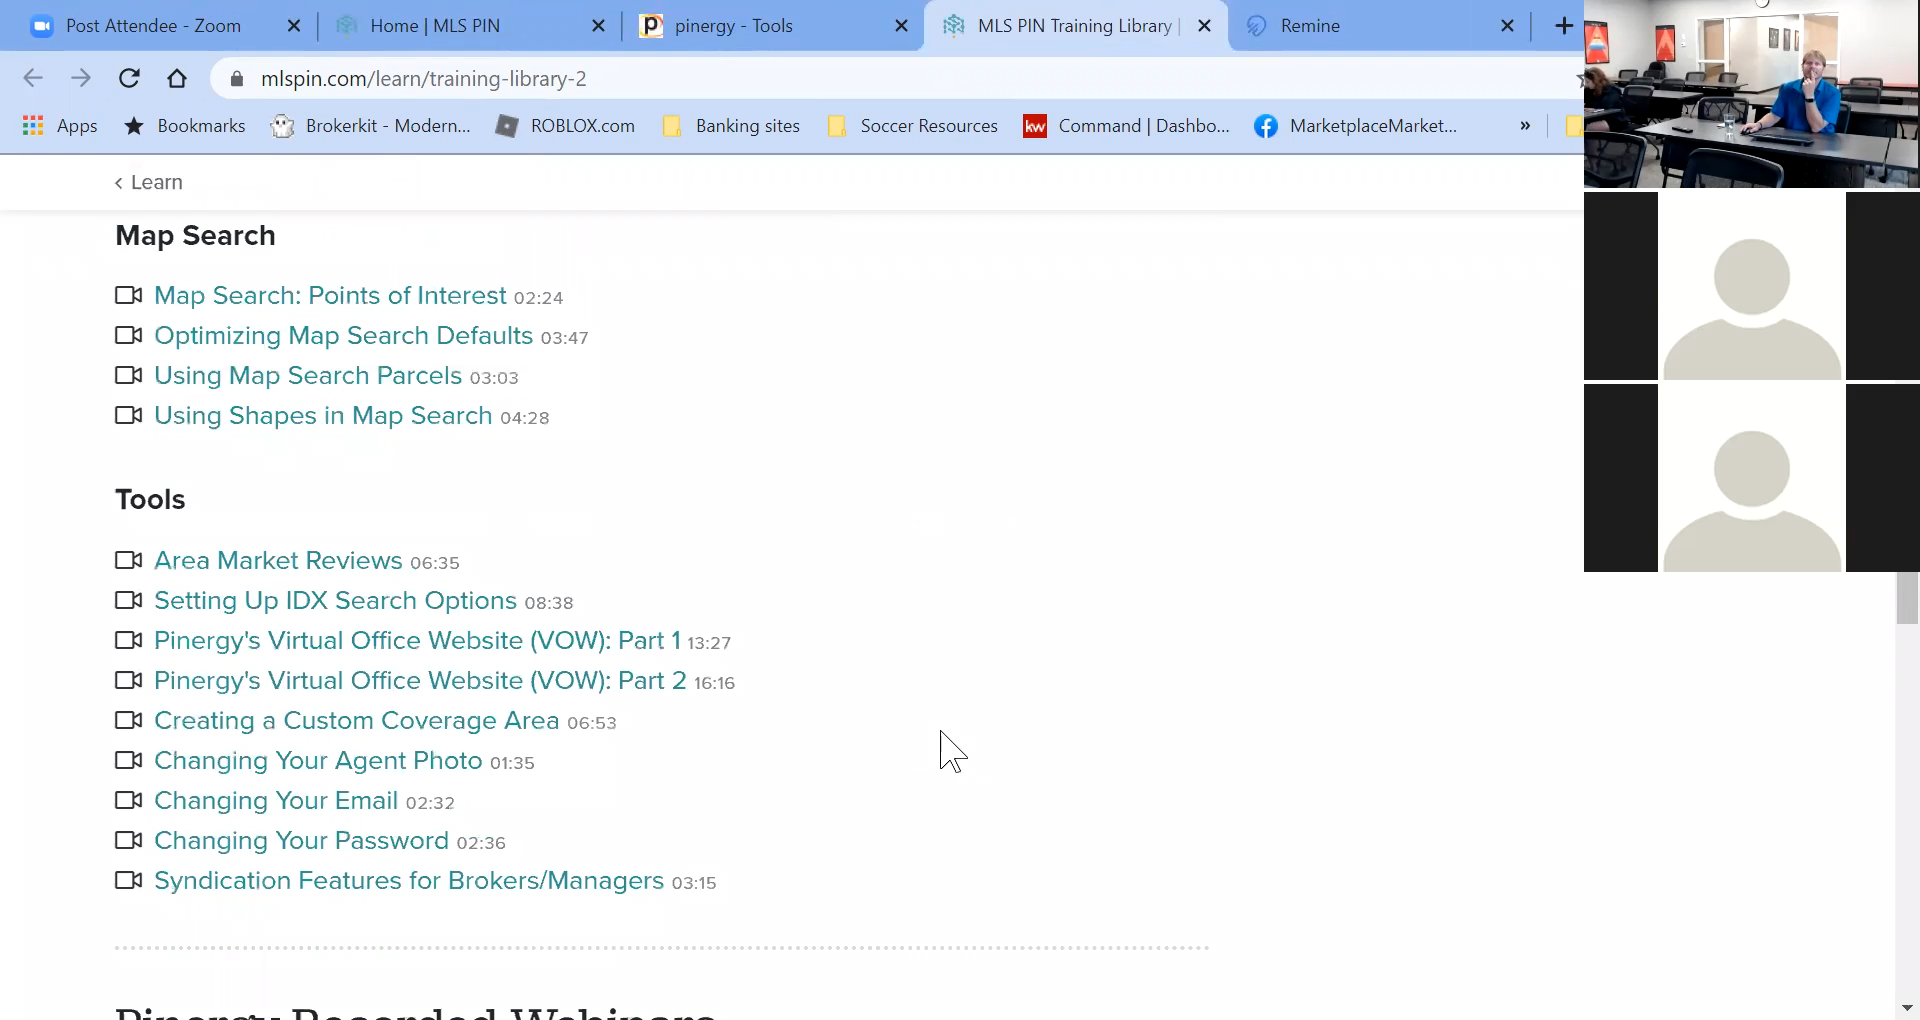 Post Attendee - Zoom
Home | MLS PIN
pinergy - Tools
MLS PIN Training Library |
Remine
mlspin.com/learn/training-library-2
Apps
Bookmarks
Brokerkit - Modern...
ROBLOX.com
Banking sites
Soccer Resources
kw
Command | Dashbo...
MarketplaceMarket...
»
‹ Learn
Map Search
Map Search: Points of Interest 02:24
Optimizing Map Search Defaults 03:47
Using Map Search Parcels 03:03
Using Shapes in Map Search 04:28
Tools
Area Market Reviews 06:35
Setting Up IDX Search Options 08:38
Pinergy's Virtual Office Website (VOW): Part 1 13:27
Pinergy's Virtual Office Website (VOW): Part 2 16:16
Creating a Custom Coverage Area 06:53
Changing Your Agent Photo 01:35
Changing Your Email 02:32
Changing Your Password 02:36
Syndication Features for Brokers/Managers 03:15
Pinergy Recorded Webinars